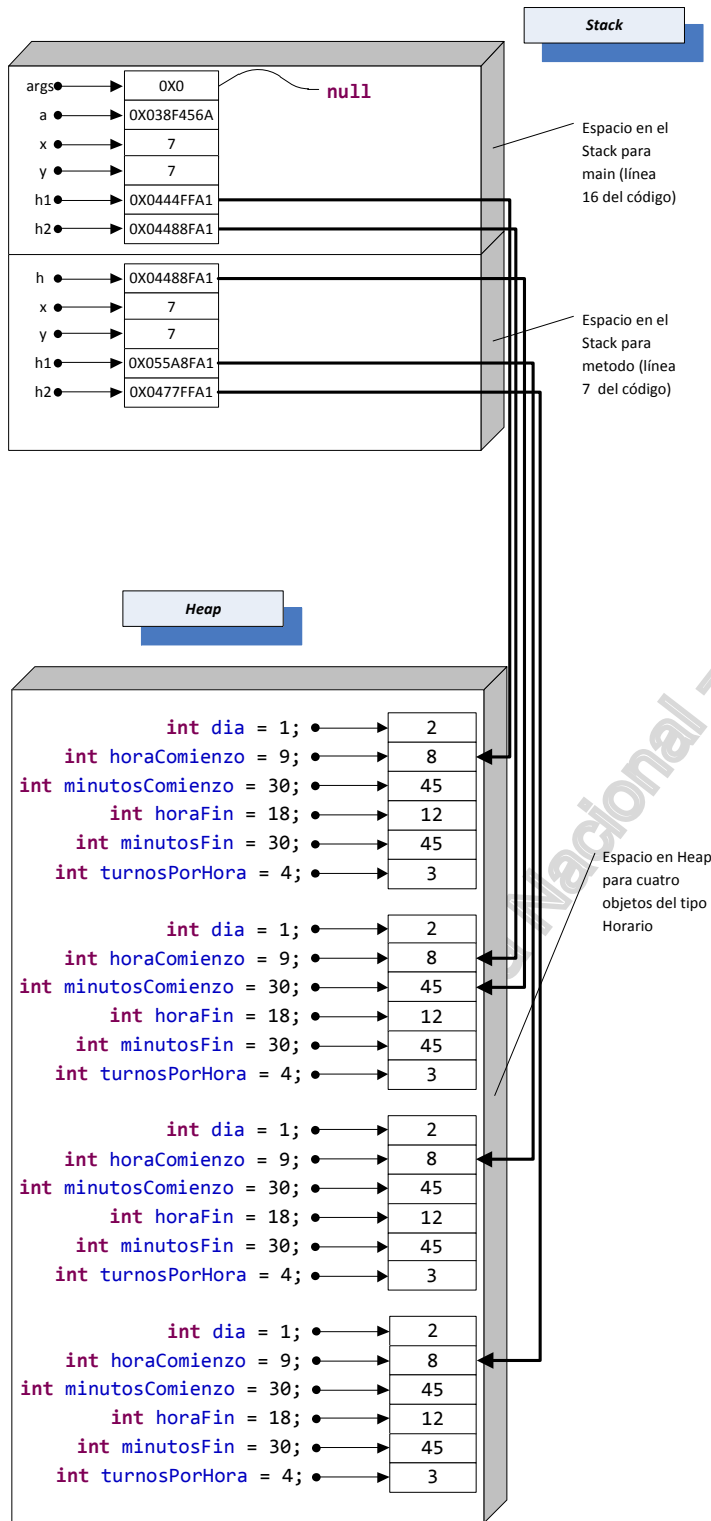 Stack
args 0X0 null
a 0X038F456A
x 7
y 7
h1 0X0444FFA1
h2 0X04488FA1
Espacio en el
Stack para
main (línea
16 del código)
h 0X04488FA1
x 7
y 7
h1 0X055A8FA1
h2 0X0477FFA1
Espacio en el
Stack para
metodo (línea
7 del código)
Heap
int dia = 1; 2
int horaComienzo = 9; 8
int minutosComienzo = 30; 45
int horaFin = 18; 12
int minutosFin = 30; 45
int turnosPorHora = 4; 3
int dia = 1; 2
int horaComienzo = 9; 8
int minutosComienzo = 30; 45
int horaFin = 18; 12
int minutosFin = 30; 45
int turnosPorHora = 4; 3
int dia = 1; 2
int horaComienzo = 9; 8
int minutosComienzo = 30; 45
int horaFin = 18; 12
int minutosFin = 30; 45
int turnosPorHora = 4; 3
int dia = 1; 2
int horaComienzo = 9; 8
int minutosComienzo = 30; 45
int horaFin = 18; 12
int minutosFin = 30; 45
int turnosPorHora = 4; 3
Espacio en Heap
para cuatro
objetos del tipo
Horario
Nacional -